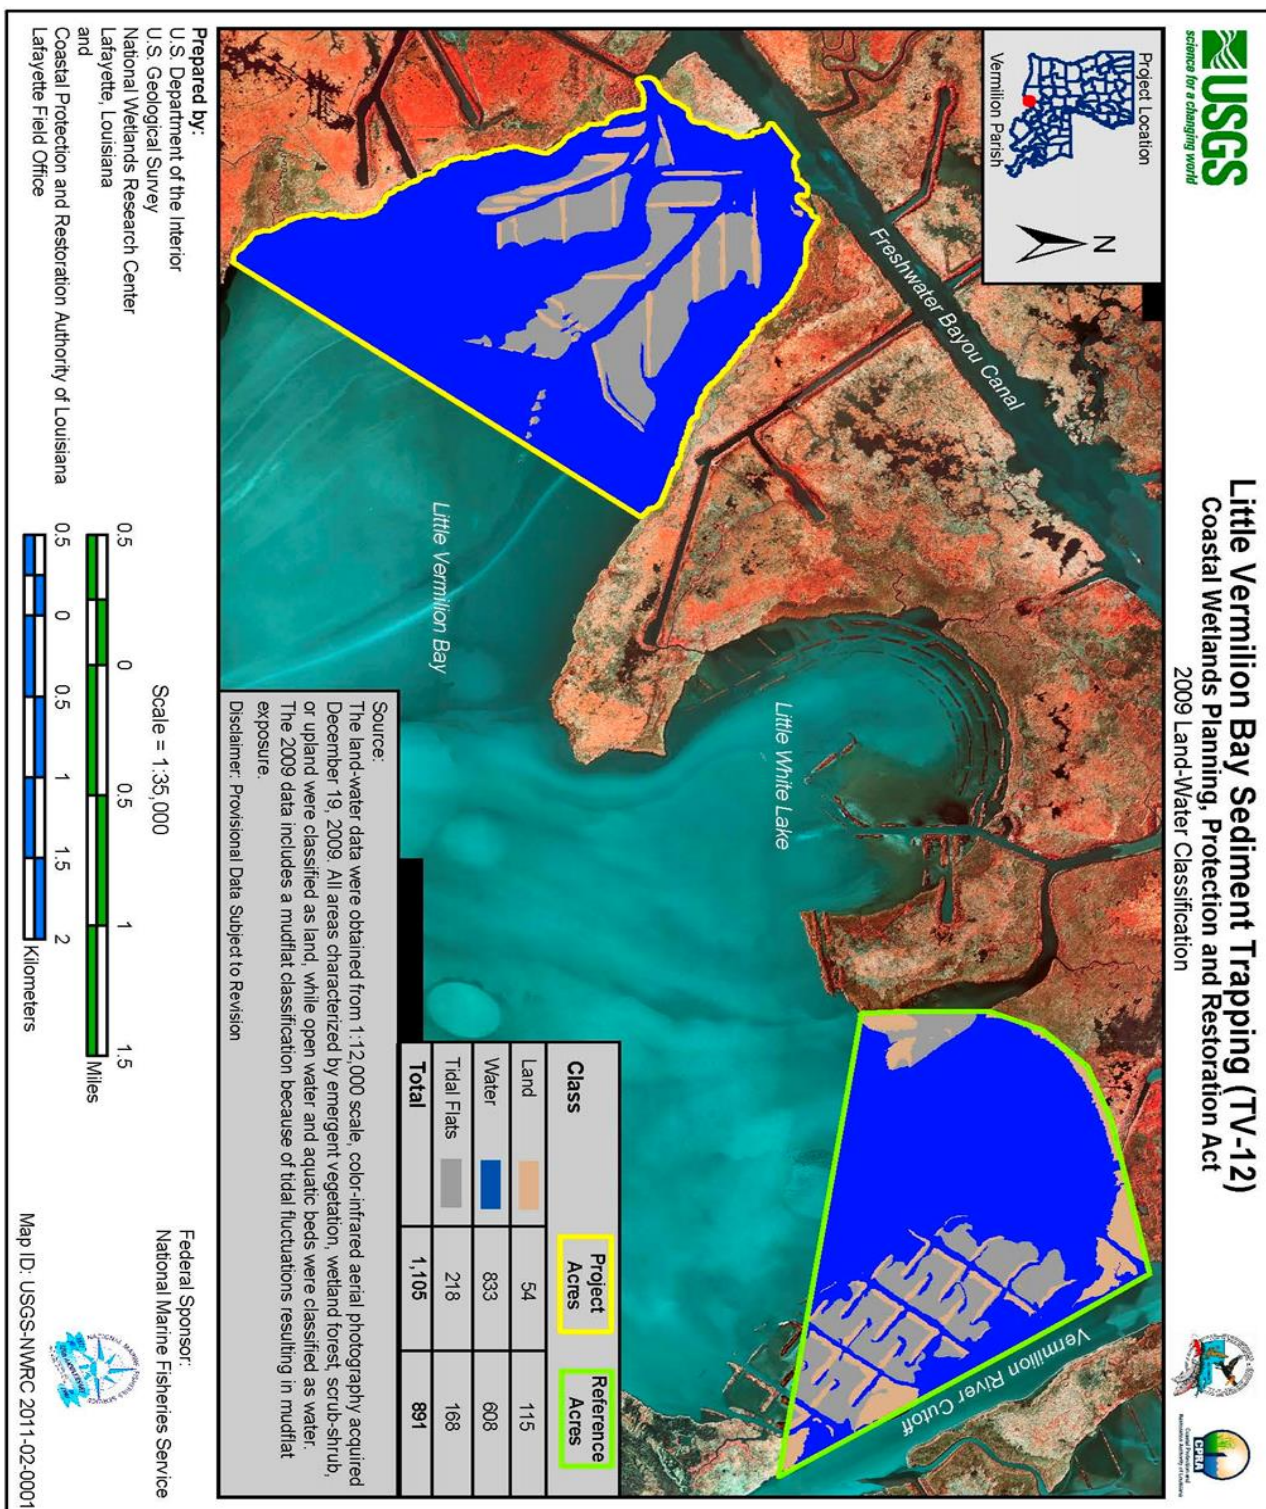 USGS
science for a changing world
Little Vermilion Bay Sediment Trapping (TV-12)
Coastal Wetlands Planning, Protection and Restoration Act
2009 Land-Water Classification
CPRA
Project Location
Vermilion Parish
N
Freshwater Bayou Canal
Little Vermilion Bay
Little White Lake
Vermilion River Cutoff
Class Project Acres Reference Acres
Land 54 115
Water 833 608
Tidal Flats 218 168
Total 1,105 891
Source:
The land-water data were obtained from 1:12,000 scale, color-infrared aerial photography acquired
December 19, 2009. All areas characterized by emergent vegetation, wetland forest, scrub-shrub,
or upland were classified as land, while open water and aquatic beds were classified as water.
The 2009 data includes a mudflat classification because of tidal fluctuations resulting in mudflat
exposure.
Disclaimer: Provisional Data Subject to Revision
Prepared by:
U.S. Department of the Interior
U.S. Geological Survey
National Wetlands Research Center
Lafayette, Louisiana
and
Coastal Protection and Restoration Authority of Louisiana
Lafayette Field Office
Scale = 1:35,000
0.5 0 0.5 1 1.5
Miles
0.5 0 0.5 1 1.5 2
Kilometers
Federal Sponsor:
National Marine Fisheries Service
Map ID: USGS-NWRC 2011-02-0001